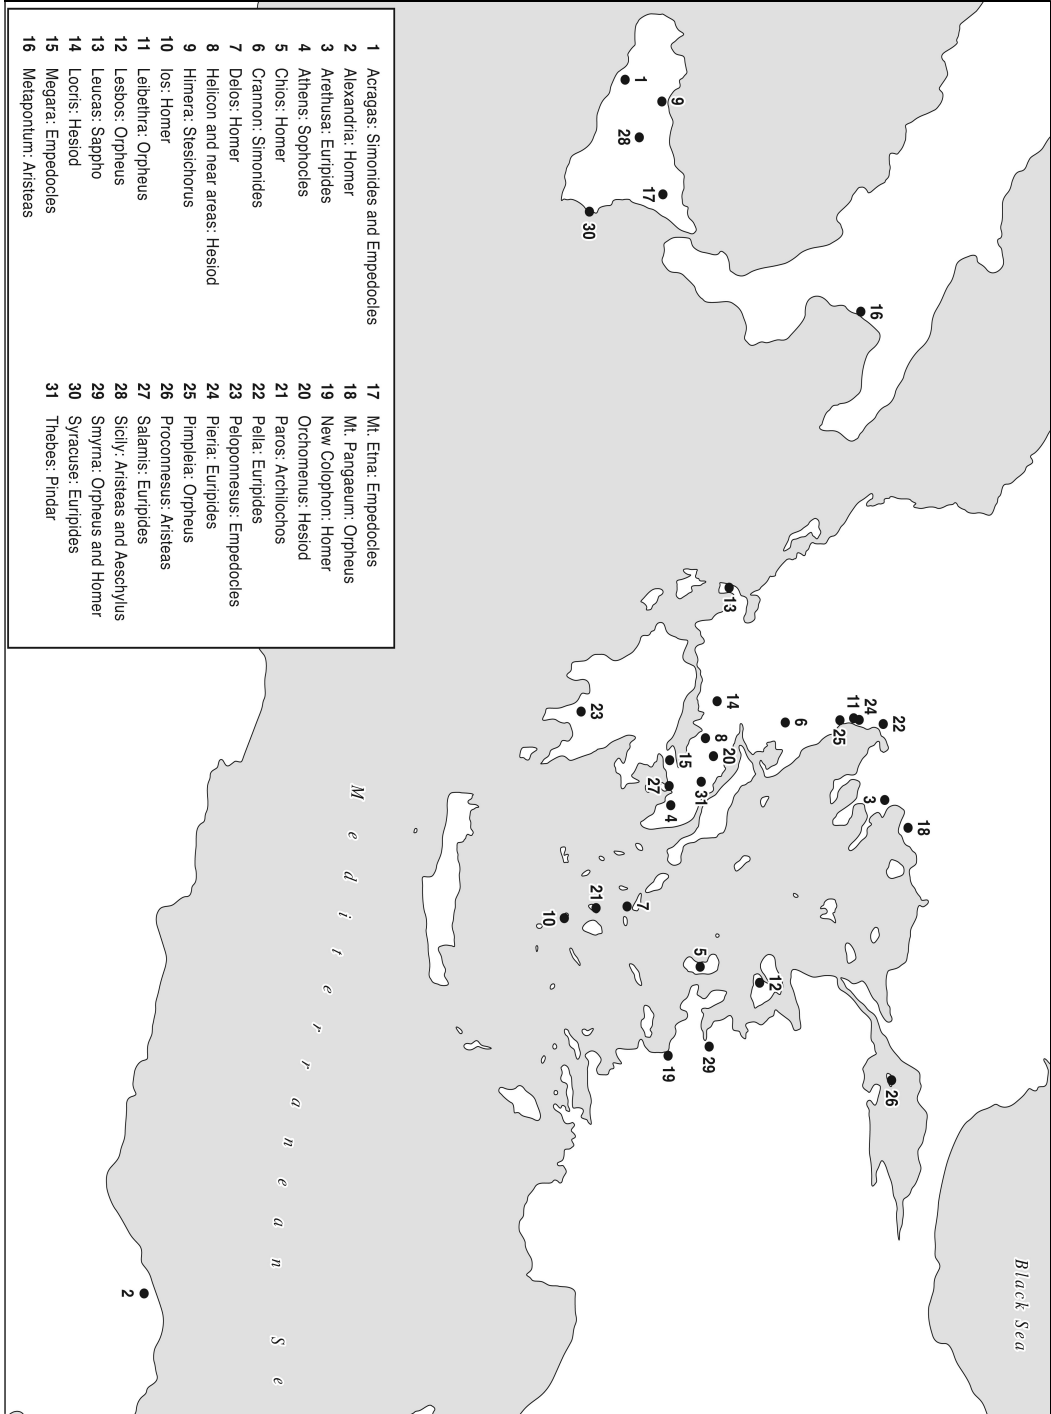 1 Acragas: Simonides and Empedocles
2 Alexandria: Homer
3 Arethusa: Euripides
4 Athens: Sophocles
5 Chios: Homer
6 Crannon: Simonides
7 Delos: Homer
8 Helicon and near areas: Hesiod
9 Himera: Stesichorus
10 Ios: Homer
11 Leibethra: Orpheus
12 Lesbos: Orpheus
13 Leucas: Sappho
14 Locris: Hesiod
15 Megara: Empedocles
16 Metapontum: Aristeas
17 Mt. Etna: Empedocles
18 Mt. Pangaeum: Orpheus
19 New Colophon: Homer
20 Orchomenus: Hesiod
21 Paros: Archilochos
22 Pella: Euripides
23 Peloponnesus: Empedocles
24 Pieria: Euripides
25 Pimpleia: Orpheus
26 Proconnesus: Aristeas
27 Salamis: Euripides
28 Sicily: Aristeas and Aeschylus
29 Smyrna: Orpheus and Homer
30 Syracuse: Euripides
31 Thebes: Pindar
Black Sea
Mediterranean Se
1
9
28
17
30
16
13
14
23
8
20
15
27
31
4
6
25
11
24
22
3
18
21
7
10
5
12
29
19
26
2